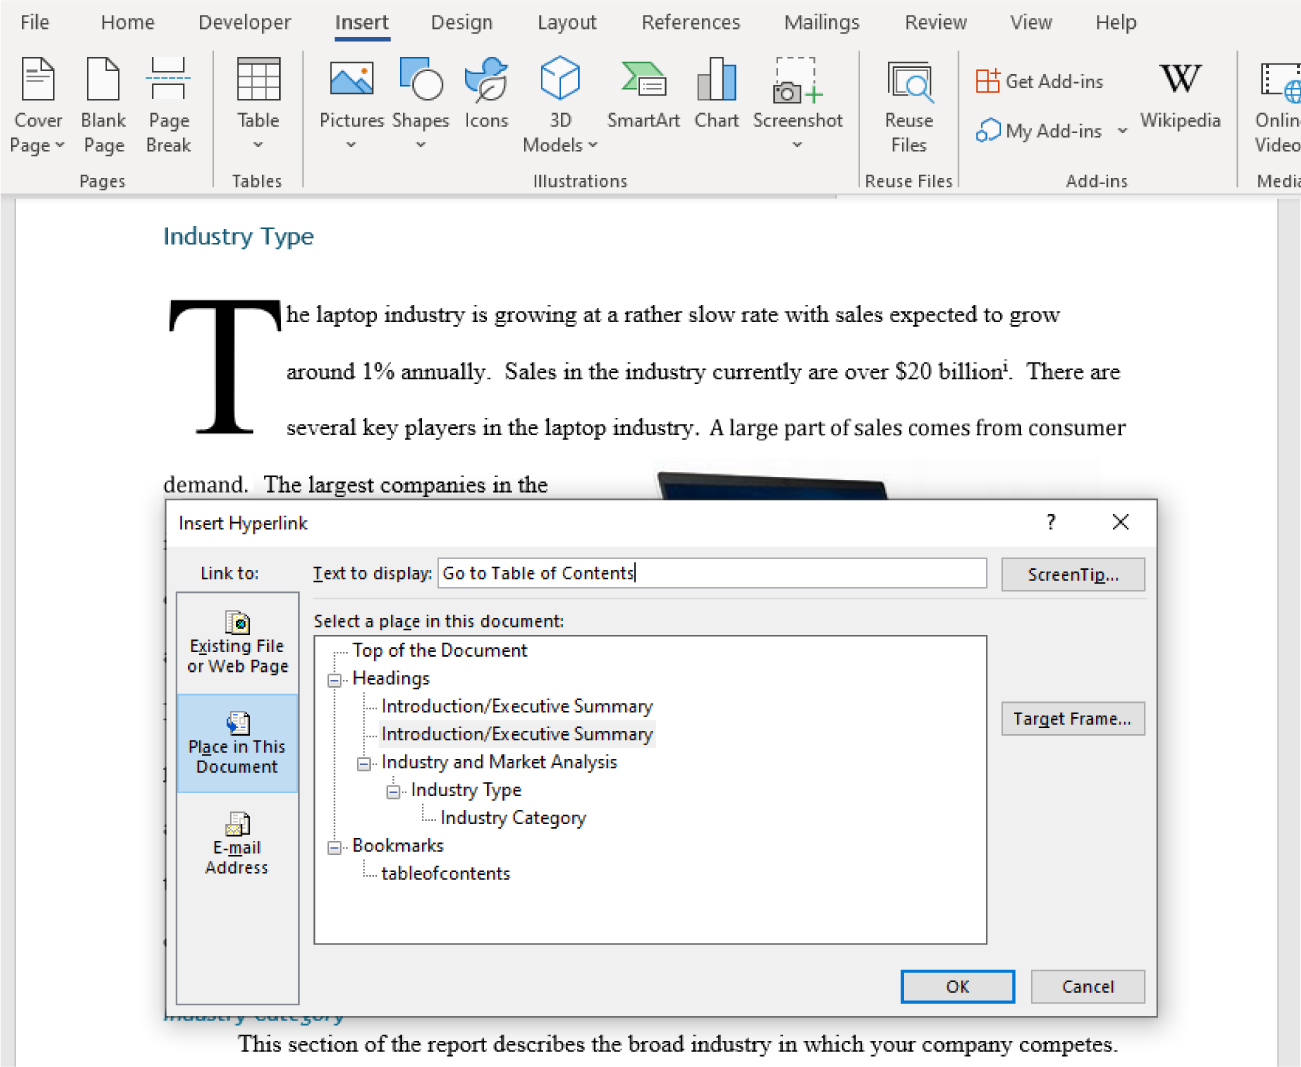 File Home Developer Insert Design Layout References Mailings Review View Help
Cover Page
Blank Page
Page Break
Pages
Table
Tables
Pictures
Shapes
Icons
3D Models
SmartArt
Chart
Screenshot
Illustrations
Reuse Files
Reuse Files
Get Add-ins
My Add-ins
W
Wikipedia
Add-ins
Industry Type
The laptop industry is growing at a rather slow rate with sales expected to grow
around 1% annually. Sales in the industry currently are over $20 billionⁱ. There are
several key players in the laptop industry. A large part of sales comes from consumer
demand. The largest companies in the
Insert Hyperlink ?
Link to:
Text to display: Go to Table of Contents
ScreenTip...
Existing File
or Web Page
Place in This
Document
E-mail
Address
Select a place in this document:
Top of the Document
Headings
Introduction/Executive Summary
Introduction/Executive Summary
Industry and Market Analysis
Industry Type
Industry Category
Bookmarks
tableofcontents
Target Frame...
OK Cancel
Industry Category
This section of the report describes the broad industry in which your company competes.